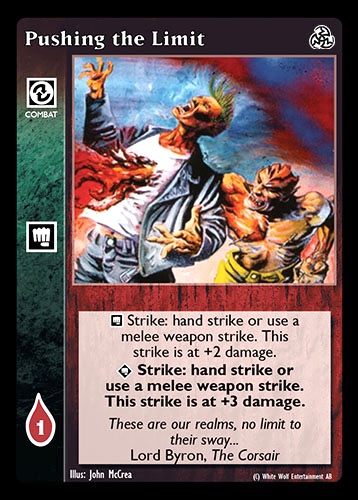 Pushing the Limit
COMBAT
Strike: hand strike or use a
melee weapon strike. This
strike is at +2 damage.
Strike: hand strike or
use a melee weapon strike.
This strike is at +3 damage.
These are our realms, no limit to
their sway...
Lord Byron, The Corsair
1
Illus: John McCrea
(C) White Wolf Entertainment AB